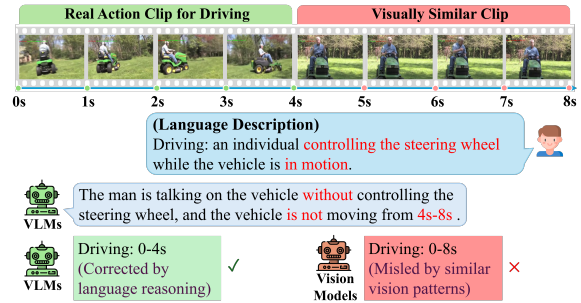 Real Action Clip for Driving
Visually Similar Clip
0s 1s 2s 3s 4s 5s 6s 7s 8s
(Language Description)
Driving: an individual controlling the steering wheel
while the vehicle is in motion.
The man is talking on the vehicle without controlling the
steering wheel, and the vehicle is not moving from 4s-8s .
VLMs
Driving: 0-4s
(Corrected by
language reasoning)
VLMs
✓
Driving: 0-8s
(Misled by similar
vision patterns)
Vision
Models
×